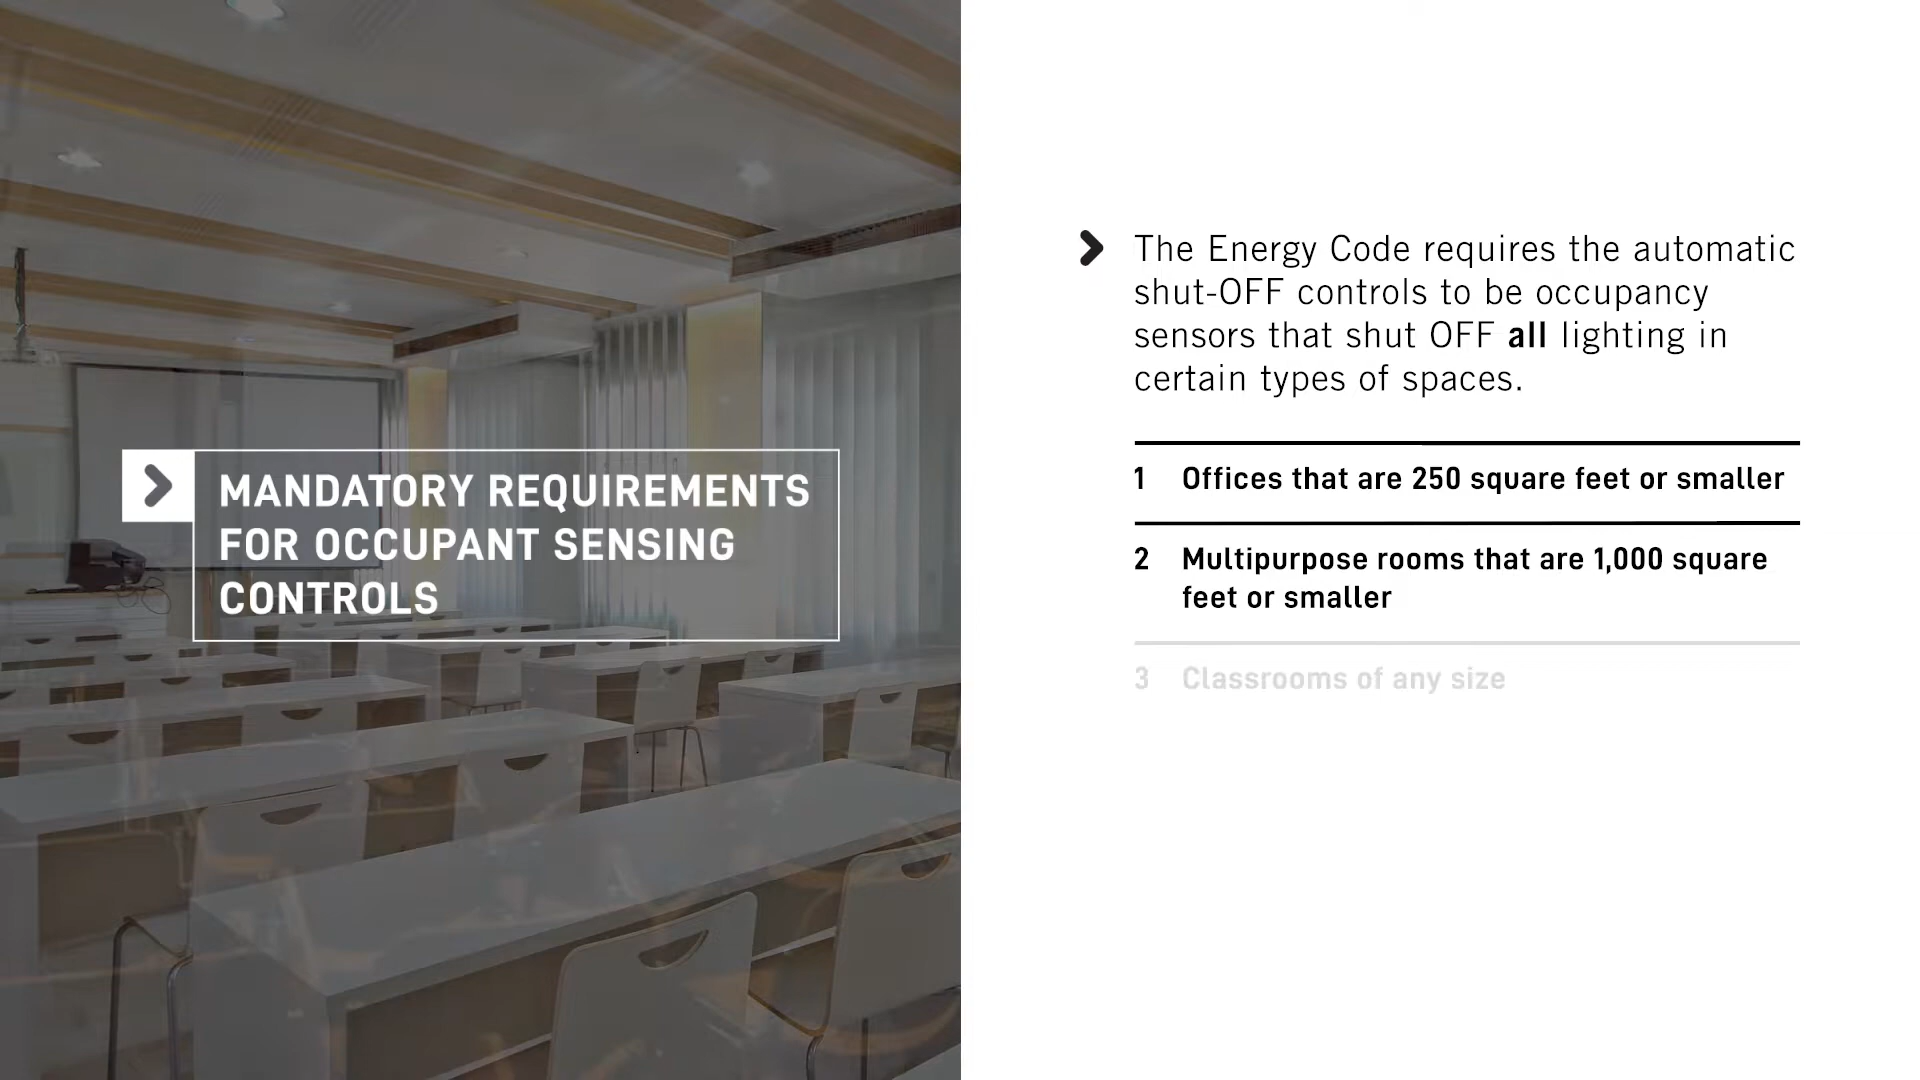 MANDATORY REQUIREMENTS
FOR OCCUPANT SENSING
CONTROLS
The Energy Code requires the automatic
shut-OFF controls to be occupancy
sensors that shut OFF all lighting in
certain types of spaces.
1 Offices that are 250 square feet or smaller
2 Multipurpose rooms that are 1,000 square
feet or smaller
3 Classrooms of any size